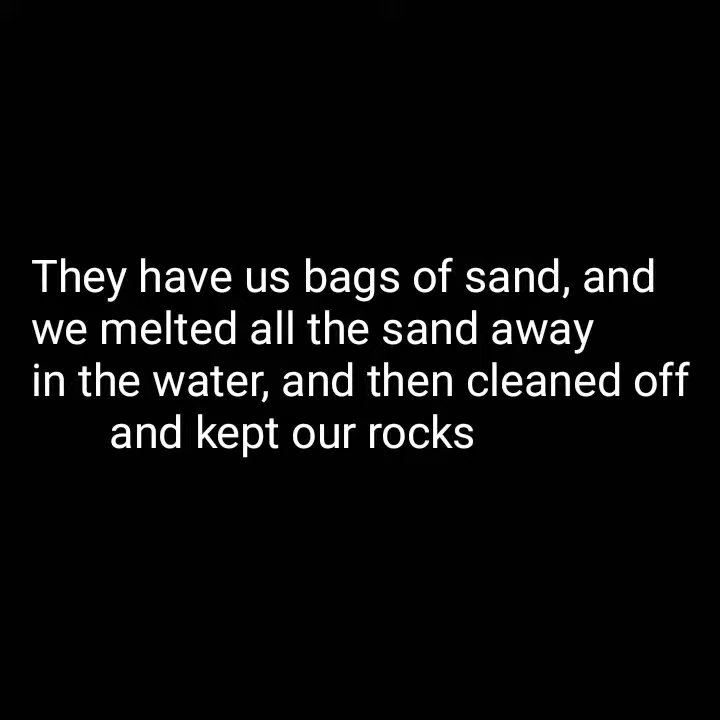 They have us bags of sand, and
we melted all the sand away
in the water, and then cleaned off
and kept our rocks